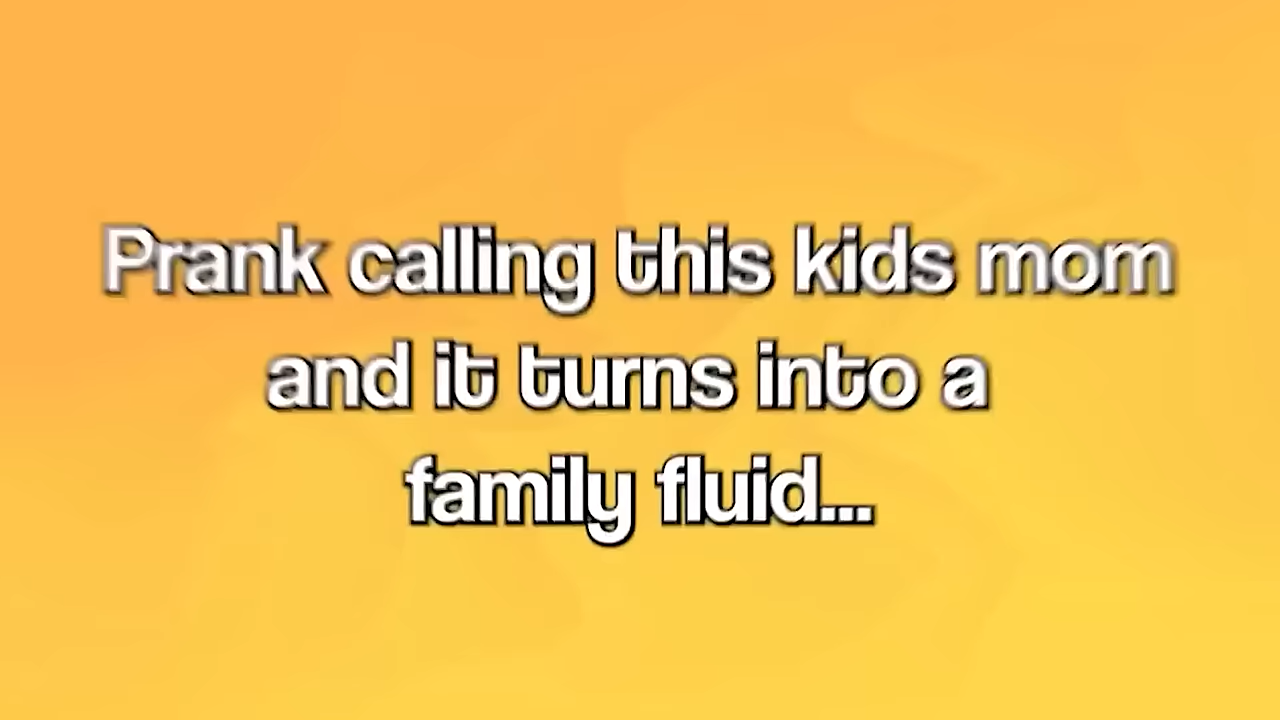 Prank calling this kids mom
and it turns into a
family fluid...